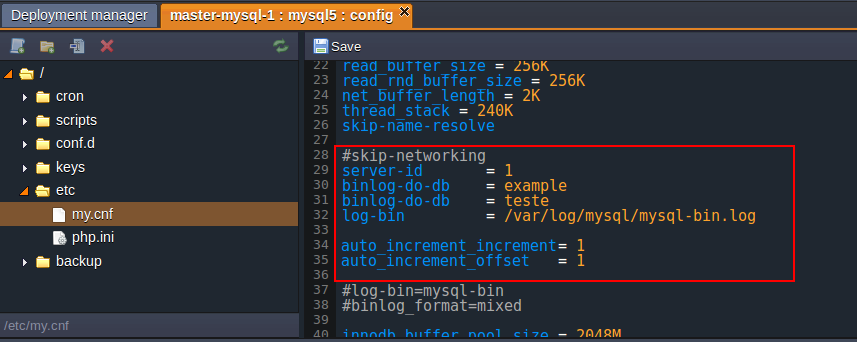 Deployment manager
master-mysql-1 : mysql5 : config
Save
/
cron
scripts
conf.d
keys
etc
my.cnf
php.ini
backup
/etc/my.cnf
22 read_buffer_size = 256K
23 read_rnd_buffer_size = 256K
24 net_buffer_length = 2K
25 thread_stack = 240K
26 skip-name-resolve
27
28 #skip-networking
29 server-id = 1
30 binlog-do-db = example
31 binlog-do-db = teste
32 log-bin = /var/log/mysql/mysql-bin.log
33
34 auto_increment_increment= 1
35 auto_increment_offset = 1
36
37 #log-bin=mysql-bin
38 #binlog_format=mixed
39
40 innodb_buffer_pool_size = 2048M